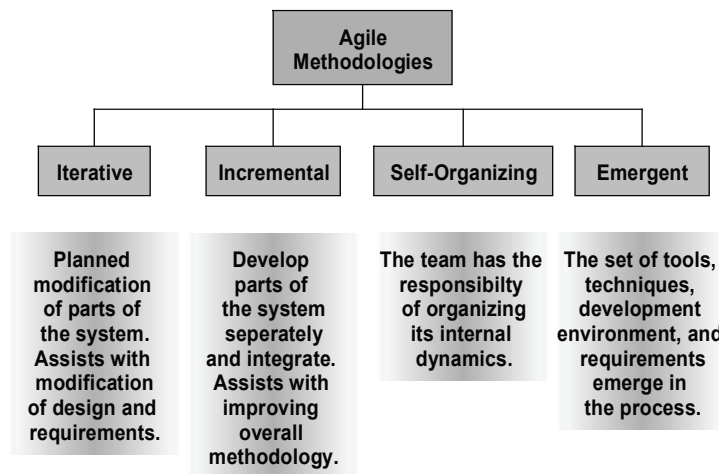 Agile
Methodologies
Iterative
Incremental
Self-Organizing
Emergent
Planned
modification
of parts of
the system.
Assists with
modification
of design and
requirements.
Develop
parts of
the system
seperately
and integrate.
Assists with
improving
overall
methodology.
The team has the
responsibilty
of organizing
its internal
dynamics.
The set of tools,
techniques,
development
environment, and
requirements
emerge in
the process.